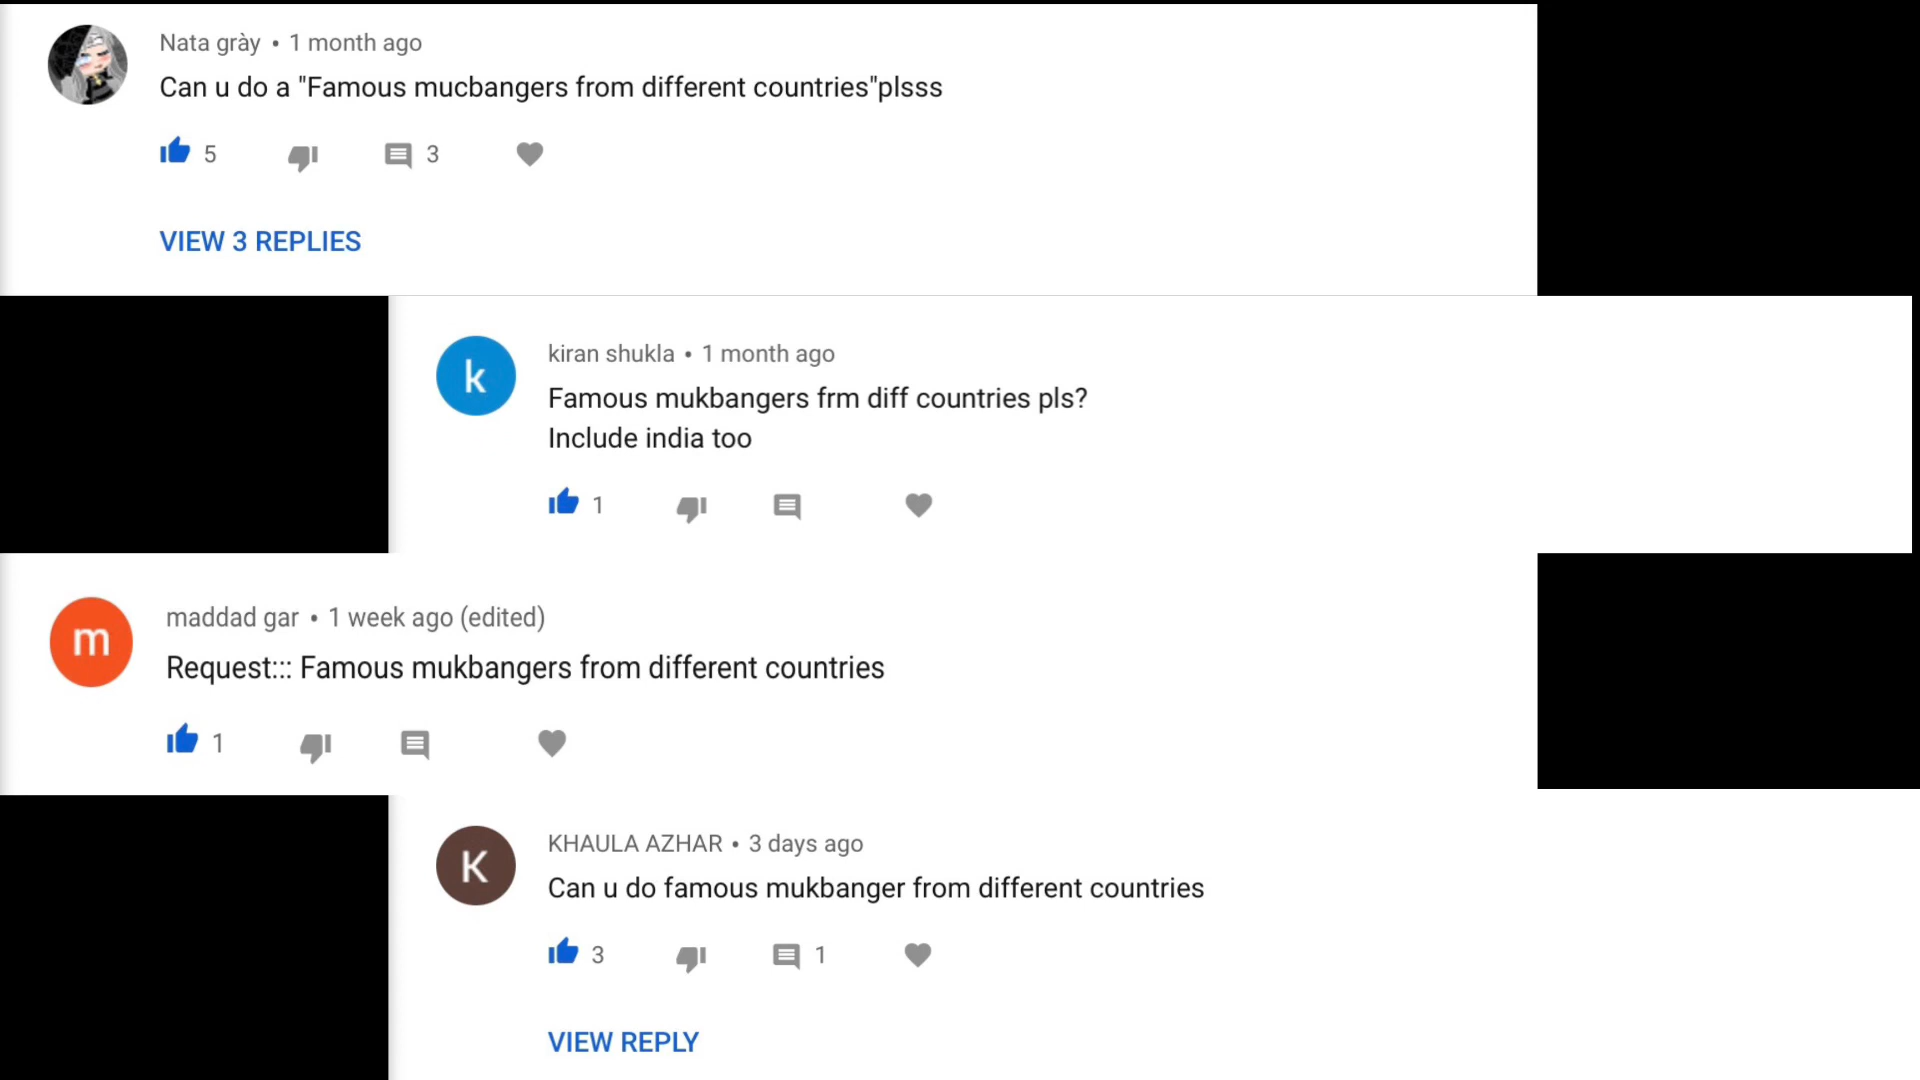 Nata grày • 1 month ago
Can u do a "Famous mucbangers from different countries"plsss
5 3
VIEW 3 REPLIES
k
kiran shukla • 1 month ago
Famous mukbangers frm diff countries pls?
Include india too
1
m
maddad gar • 1 week ago (edited)
Request::: Famous mukbangers from different countries
1
K
KHAULA AZHAR • 3 days ago
Can u do famous mukbanger from different countries
3 1
VIEW REPLY